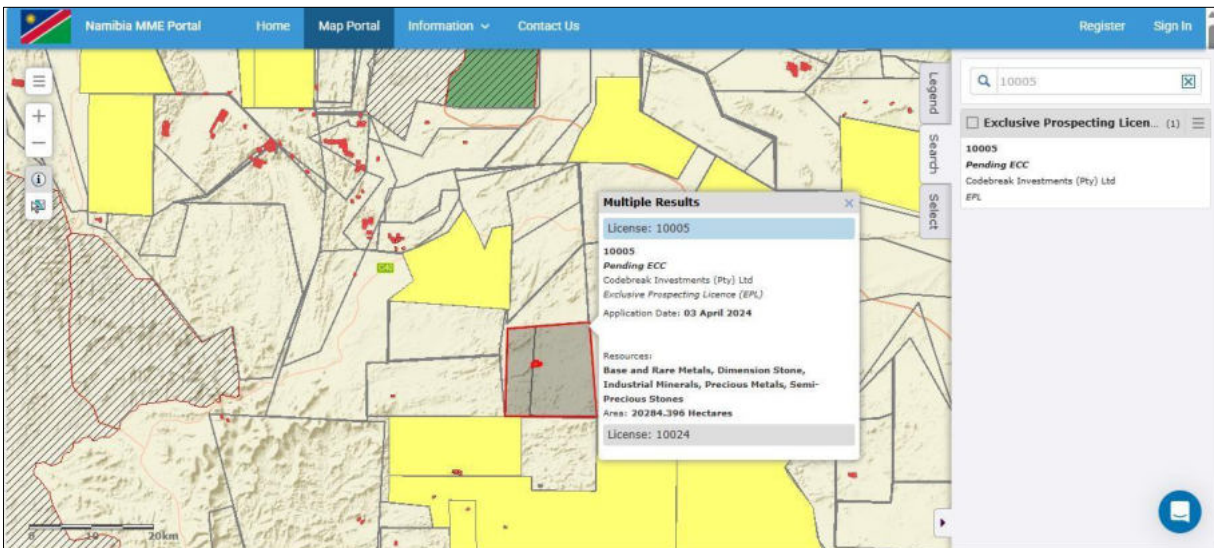 Namibia MME Portal
Home
Map Portal
Information
Contact Us
Register
Sign In
Legend
Search
Select
10005
Exclusive Prospecting Licen... (1)
10005
Pending ECC
Codebreak Investments (Pty) Ltd
EPL
Multiple Results
License: 10005
10005
Pending ECC
Codebreak Investments (Pty) Ltd
Exclusive Prospecting Licence (EPL)
Application Date: 03 April 2024
Resources:
Base and Rare Metals, Dimension Stone,
Industrial Minerals, Precious Metals, Semi-
Precious Stones
Area: 20284.396 Hectares
License: 10024
C40
0 10 20km